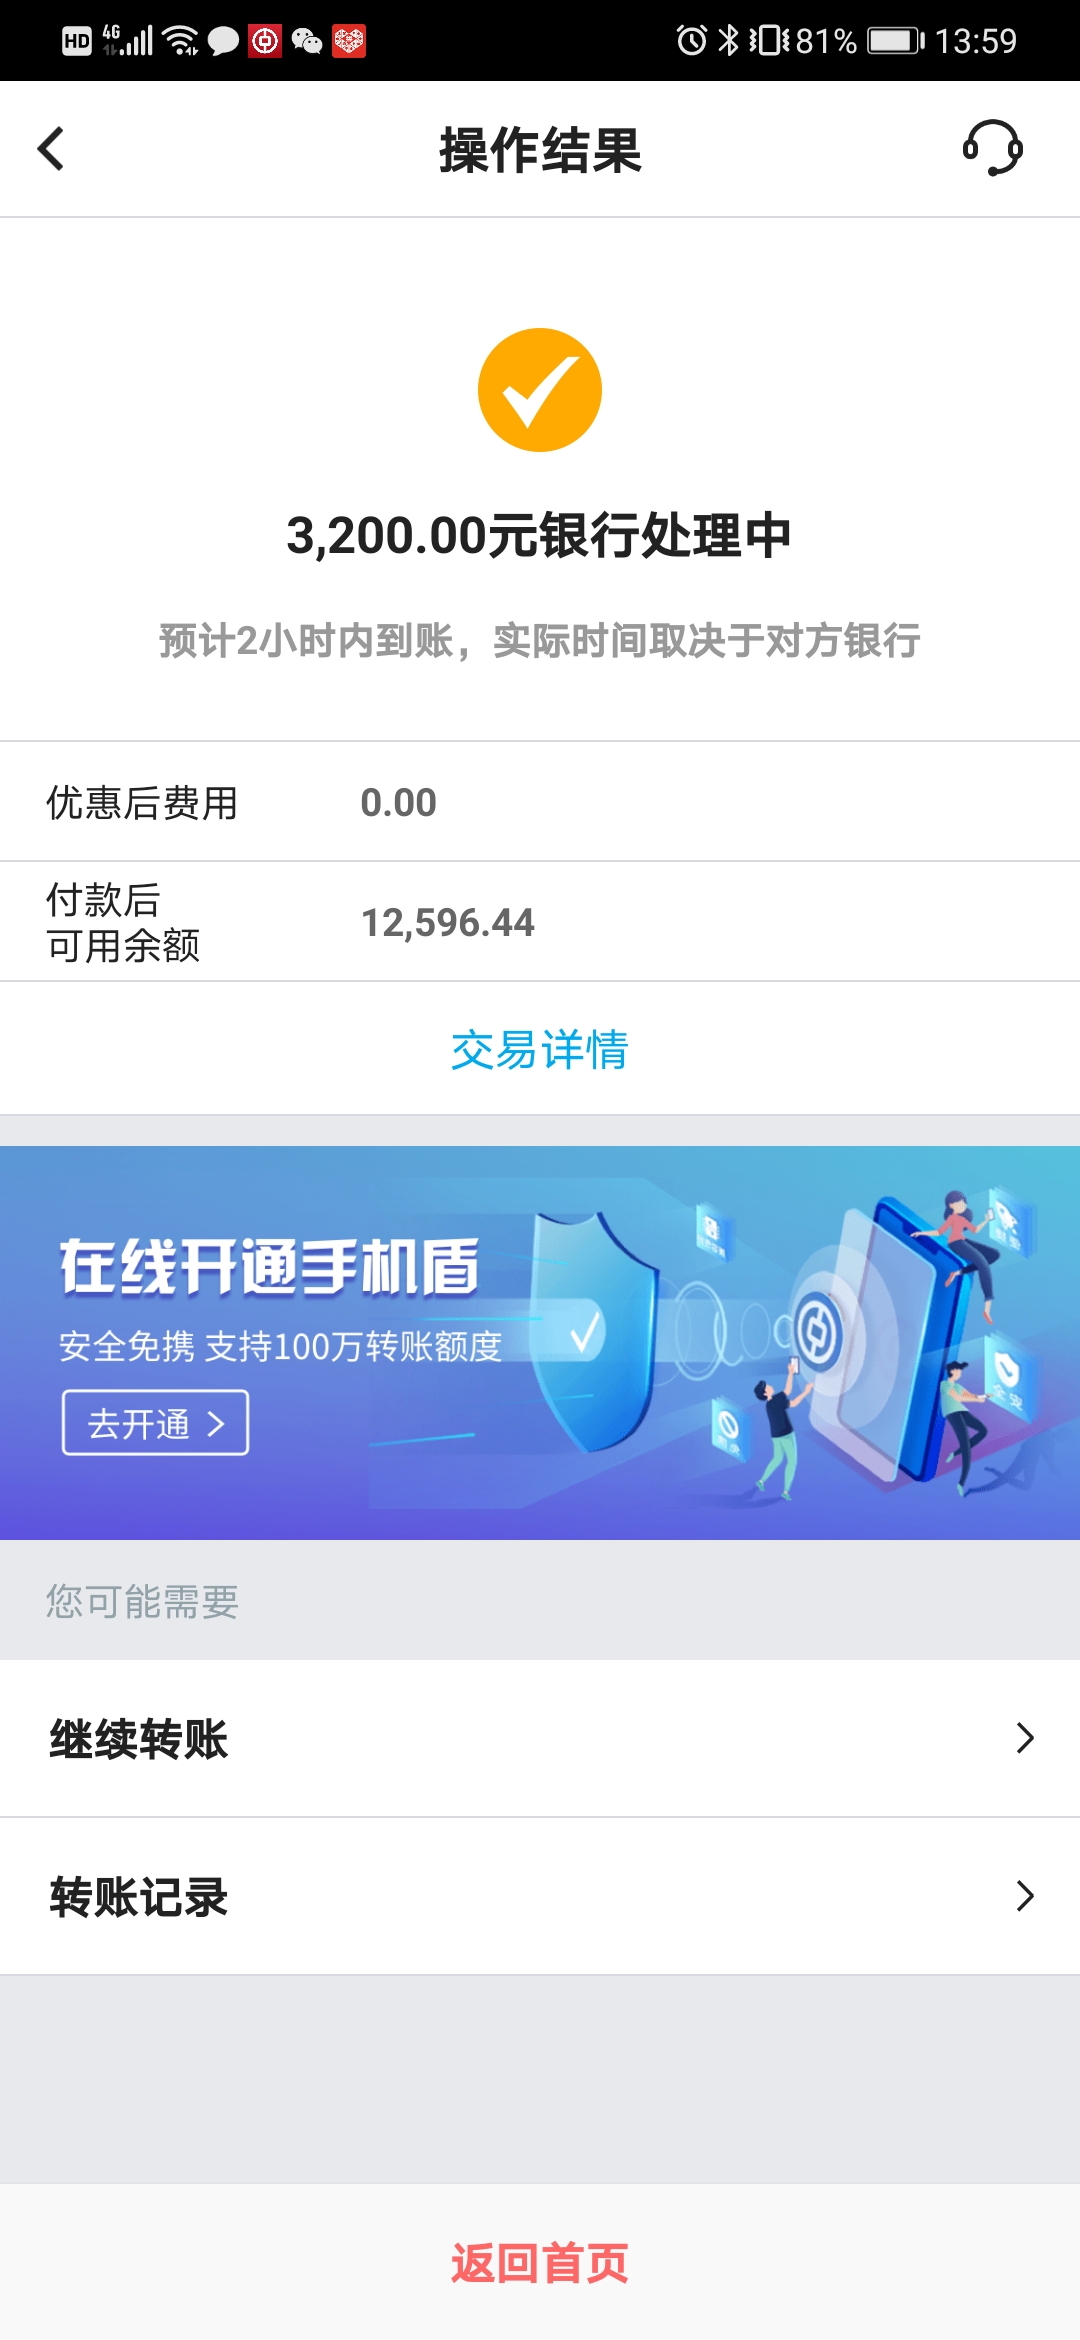 HD 4G 81% 13:59
操作结果
3,200.00元银行处理中
预计2小时内到账，实际时间取决于对方银行
优惠后费用 0.00
付款后
可用余额 12,596.44
交易详情
在线开通手机盾
安全免携 支持100万转账额度
去开通 >
您可能需要
继续转账
转账记录
返回首页